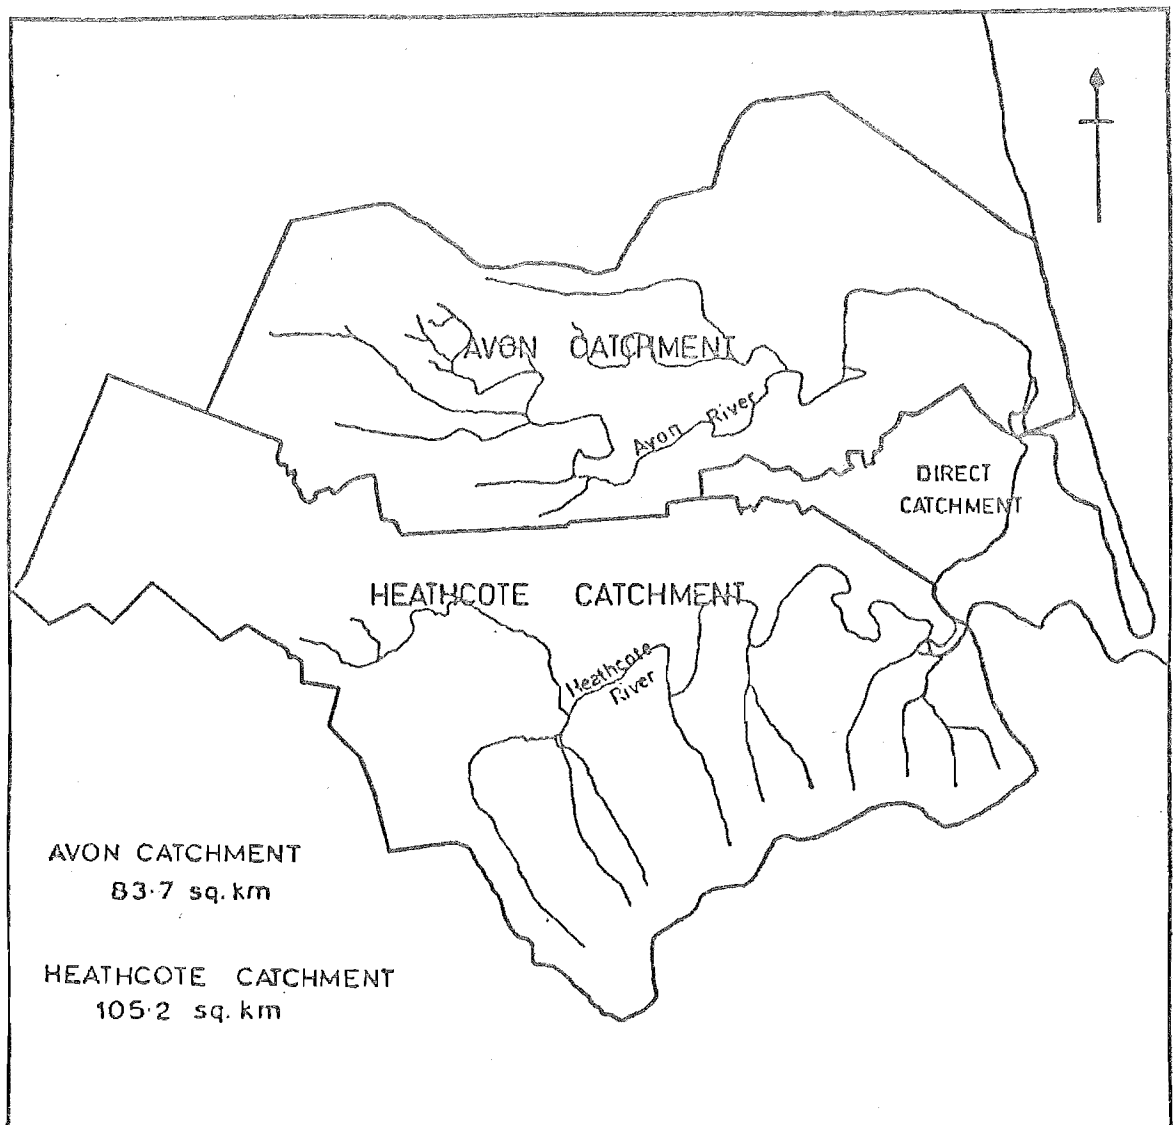 AVON CATCHMENT
Avon River
DIRECT
CATCHMENT
HEATHCOTE CATCHMENT
Heathcote
River
AVON CATCHMENT
83·7 sq. km
HEATHCOTE CATCHMENT
105·2 sq. km